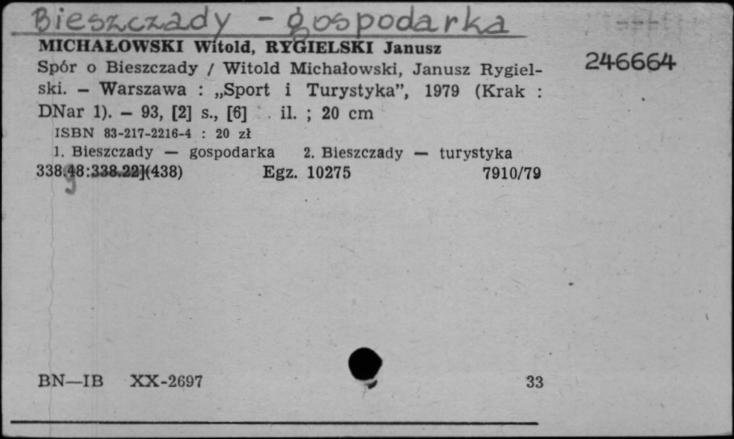 Bieszczady - gospodarka
MICHAŁOWSKI Witold, RYGIELSKI Janusz
246664
Spór o Bieszczady / Witold Michałowski, Janusz Rygiel-
ski. — Warszawa : „Sport i Turystyka”, 1979 (Krak :
DNar 1). — 93, [2] s., [6] il. ; 20 cm
ISBN 83-217-2216-4 : 20 zł
1. Bieszczady — gospodarka 2. Bieszczady — turystyka
338.48:338.22](438) Egz. 10275 7910/79
9
BN—IB XX-2697 33